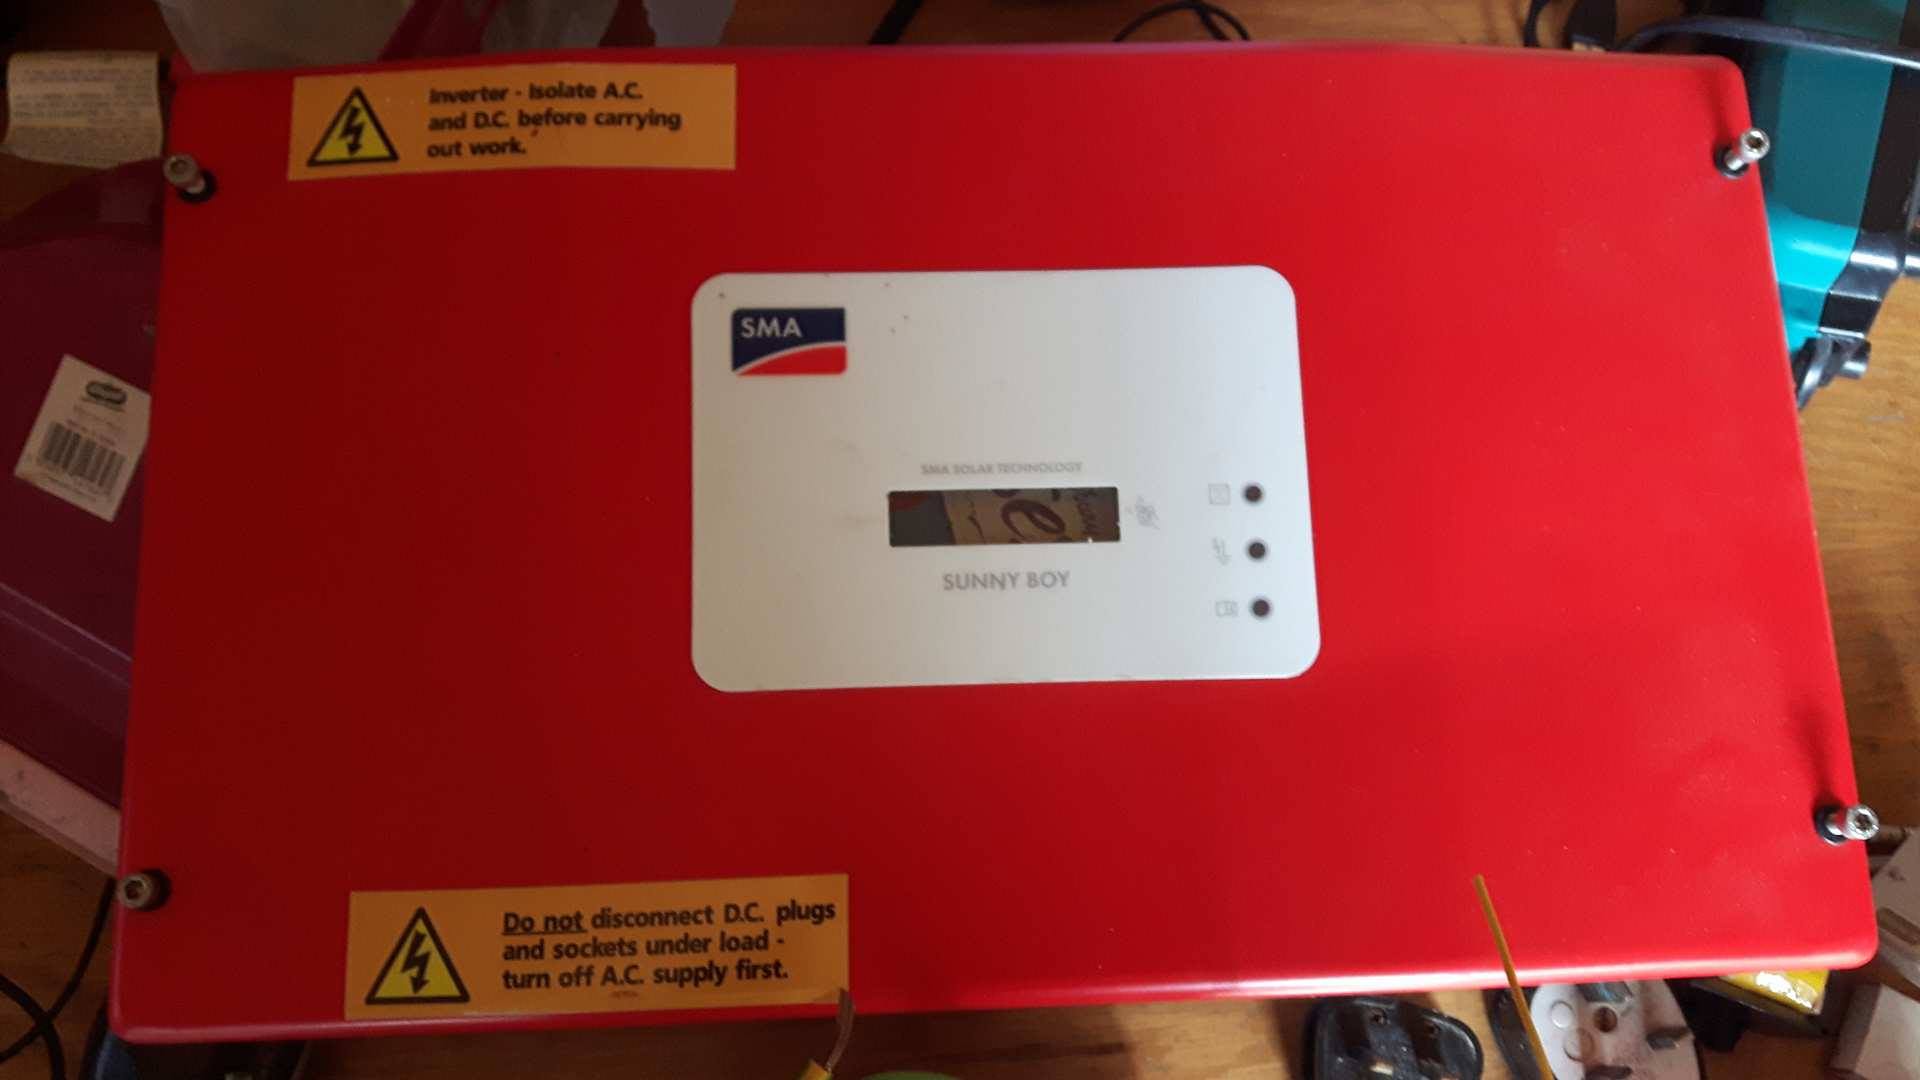 Inverter - Isolate A.C.
and D.C. before carrying
out work.
SMA
SMA SOLAR TECHNOLOGY
SUNNY BOY
Do not disconnect D.C. plugs
and sockets under load -
turn off A.C. supply first.